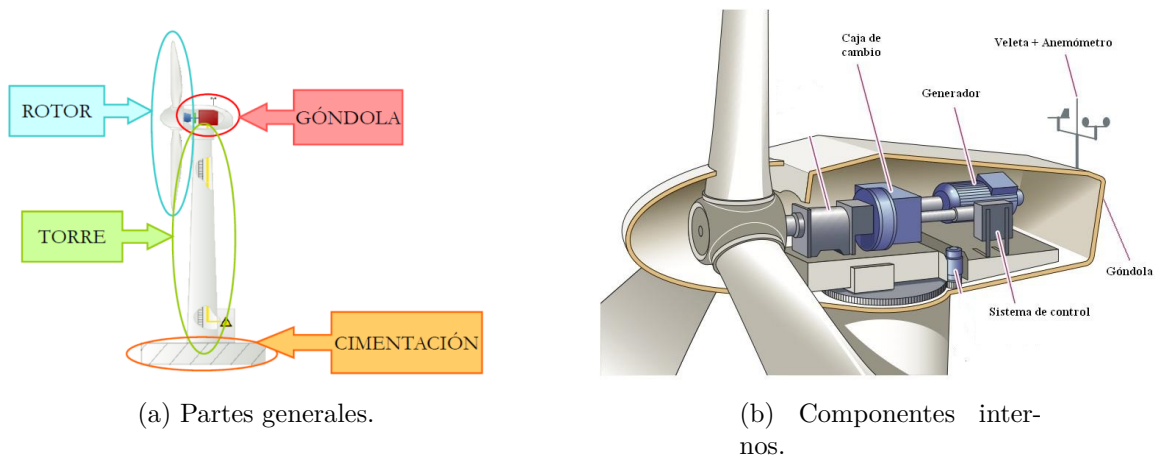 ROTOR
GÓNDOLA
TORRE
CIMENTACIÓN
(a) Partes generales.
Caja de
cambio
Veleta + Anemómetro
Generador
Góndola
Sistema de control
(b) Componentes inter-
nos.